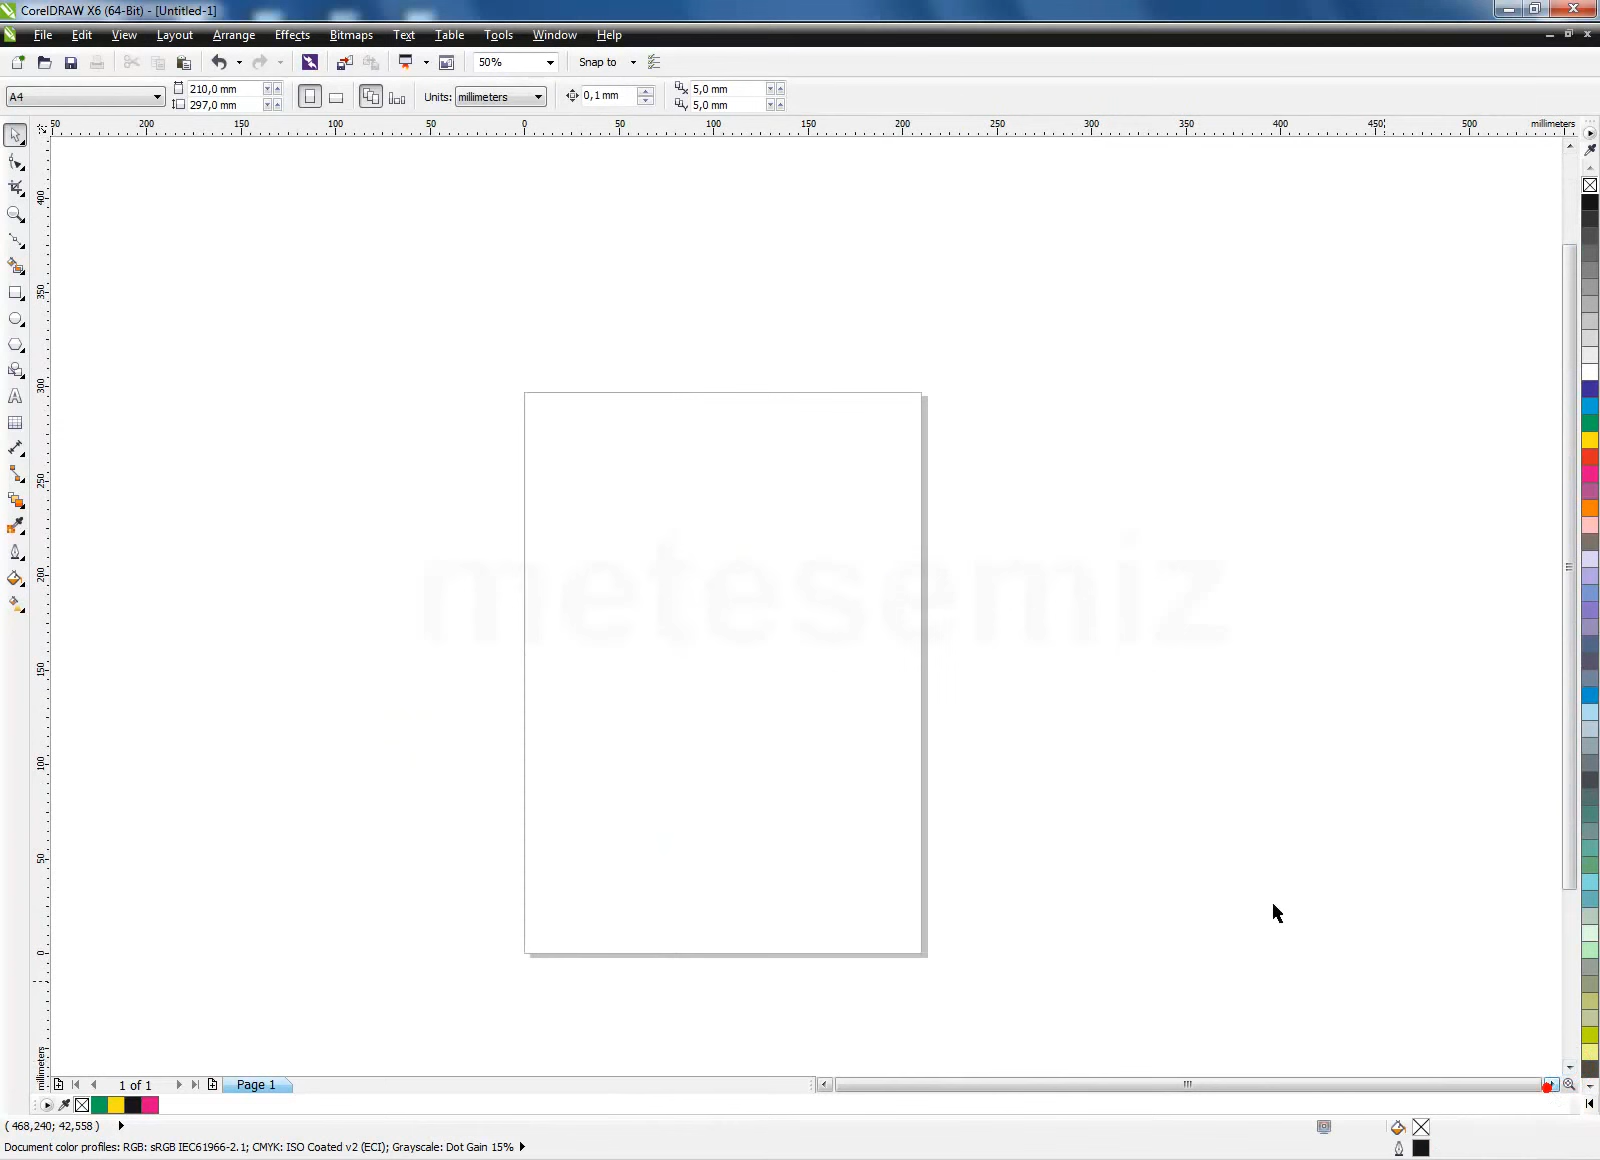 CorelDRAW X6 (64-Bit) - [Untitled-1]
File Edit View Layout Arrange Effects Bitmaps Text Table Tools Window Help
50% Snap to
A4 210,0 mm 297,0 mm Units: millimeters 0,1 mm 5,0 mm 5,0 mm
50 200 150 100 50 0 50 100 150 200 250 300 350 400 450 500 millimeters
400
350
300
250
200
150
100
50
0
millimeters
metesemiz
1 of 1 Page 1
( 468,240; 42,558 )
Document color profiles: RGB: sRGB IEC61966-2.1; CMYK: ISO Coated v2 (ECI); Grayscale: Dot Gain 15%